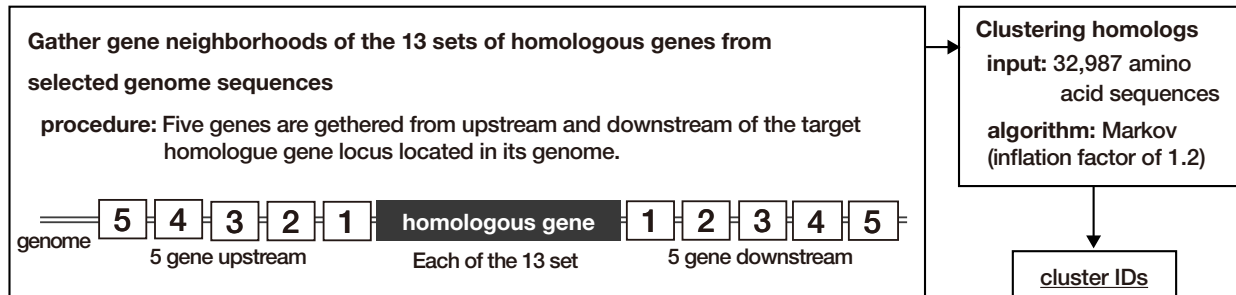 Gather gene neighborhoods of the 13 sets of homologous genes from
selected genome sequences
procedure: Five genes are gethered from upstream and downstream of the target
homologue gene locus located in its genome.
genome 5 4 3 2 1 homologous gene 1 2 3 4 5
5 gene upstream Each of the 13 set 5 gene downstream
Clustering homologs
input: 32,987 amino
acid sequences
algorithm: Markov
(inflation factor of 1.2)
cluster IDs